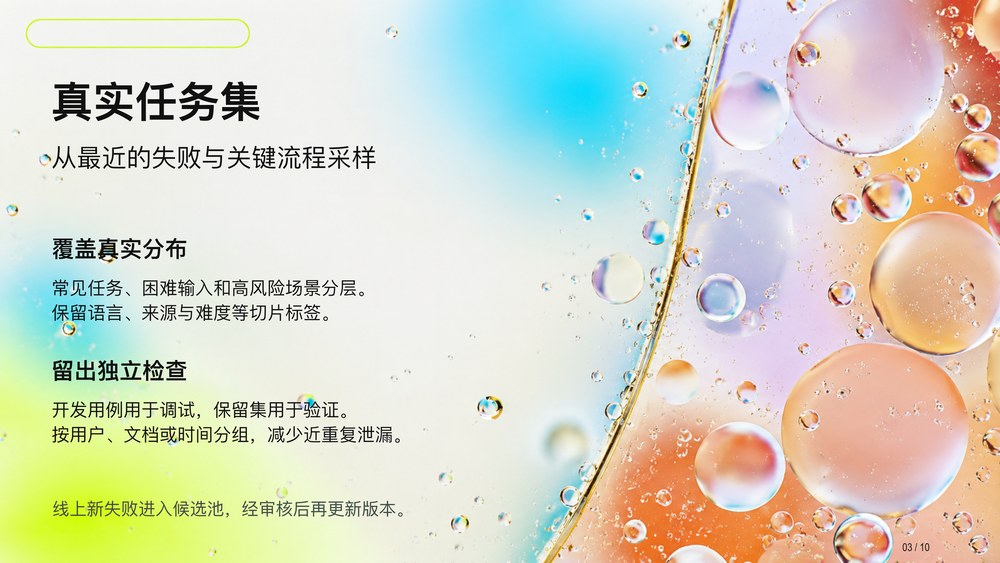 真实任务集
从最近的失败与关键流程采样
覆盖真实分布
常见任务、困难输入和高风险场景分层。
保留语言、来源与难度等切片标签。
留出独立检查
开发用例用于调试，保留集用于验证。
按用户、文档或时间分组，减少近重复泄漏。
线上新失败进入候选池，经审核后再更新版本。
03 / 10